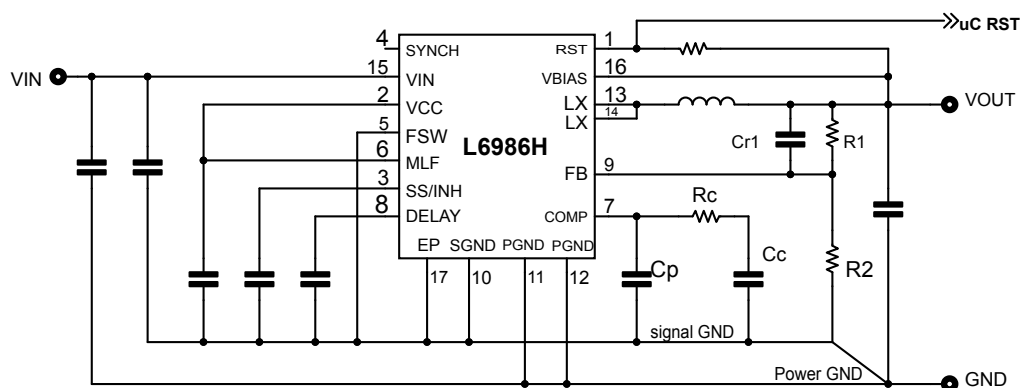 uC RST
4 SYNCH RST 1
VIN 15 VIN VBIAS 16
2 VCC LX 13
LX 14 VOUT
5 FSW L6986H Cr1 R1
6 MLF FB 9
3 SS/INH Rc
8 DELAY COMP 7
EP SGND PGND PGND
17 10 11 12
Cp Cc R2
signal GND
Power GND GND